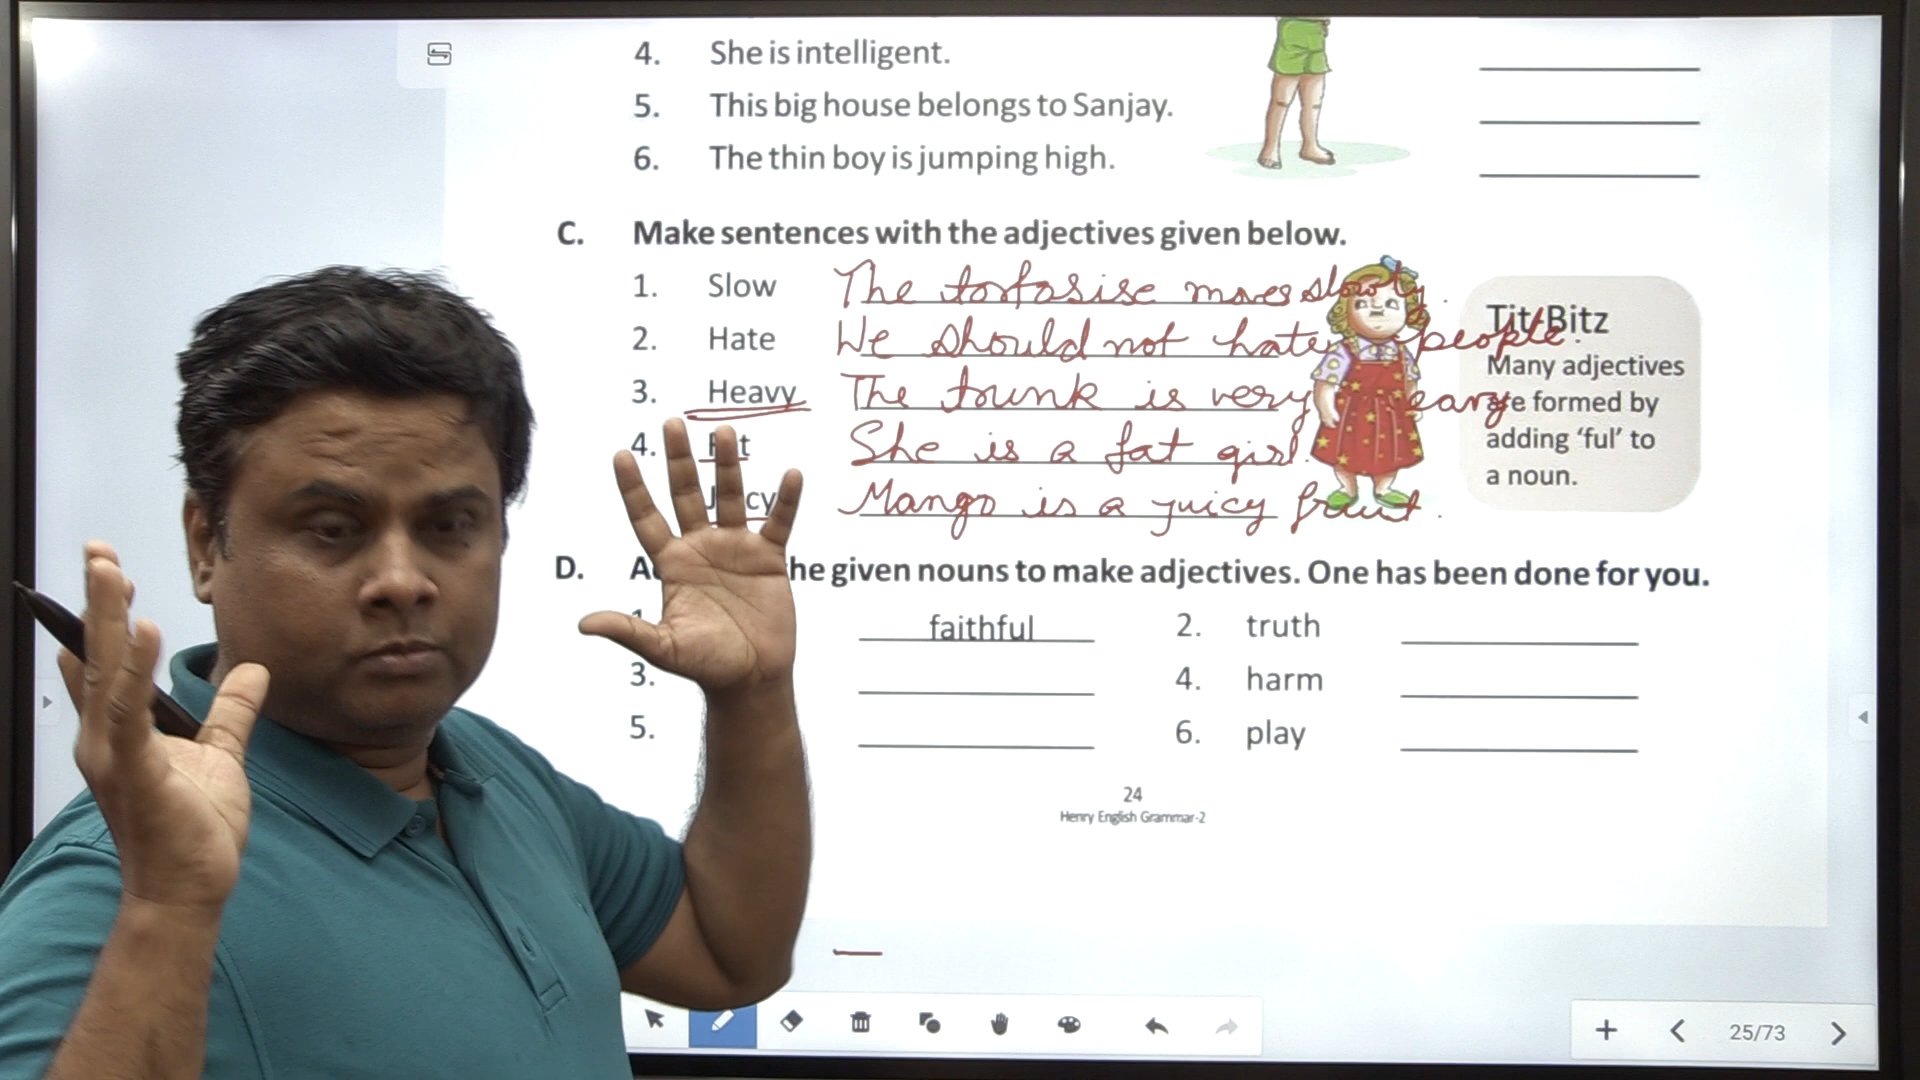 4. She is intelligent.
5. This big house belongs to Sanjay.
6. The thin boy is jumping high.
C. Make sentences with the adjectives given below.
1. Slow The tortosise moves slowly.
2. Hate We should not hate people.
3. Heavy The trunk is very heavy
4. She is a fat girl.
Mango is a juicy fruit.
Tit-Bitz
Many adjectives
are formed by
adding ‘ful’ to
a noun.
D. the given nouns to make adjectives. One has been done for you.
1. faithful 2. truth
3. 4. harm
5. 6. play
24
Henry English Grammar-2
25/73